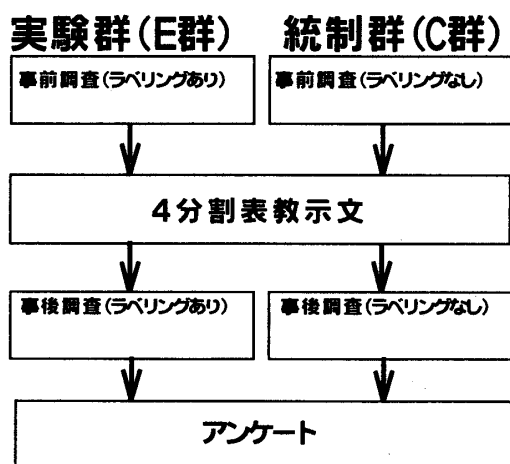 実験群(E群) 統制群(C群)
事前調査(ラベリングあり) 事前調査(ラベリングなし)
4分割表教示文
事後調査(ラベリングあり) 事後調査(ラベリングなし)
アンケート